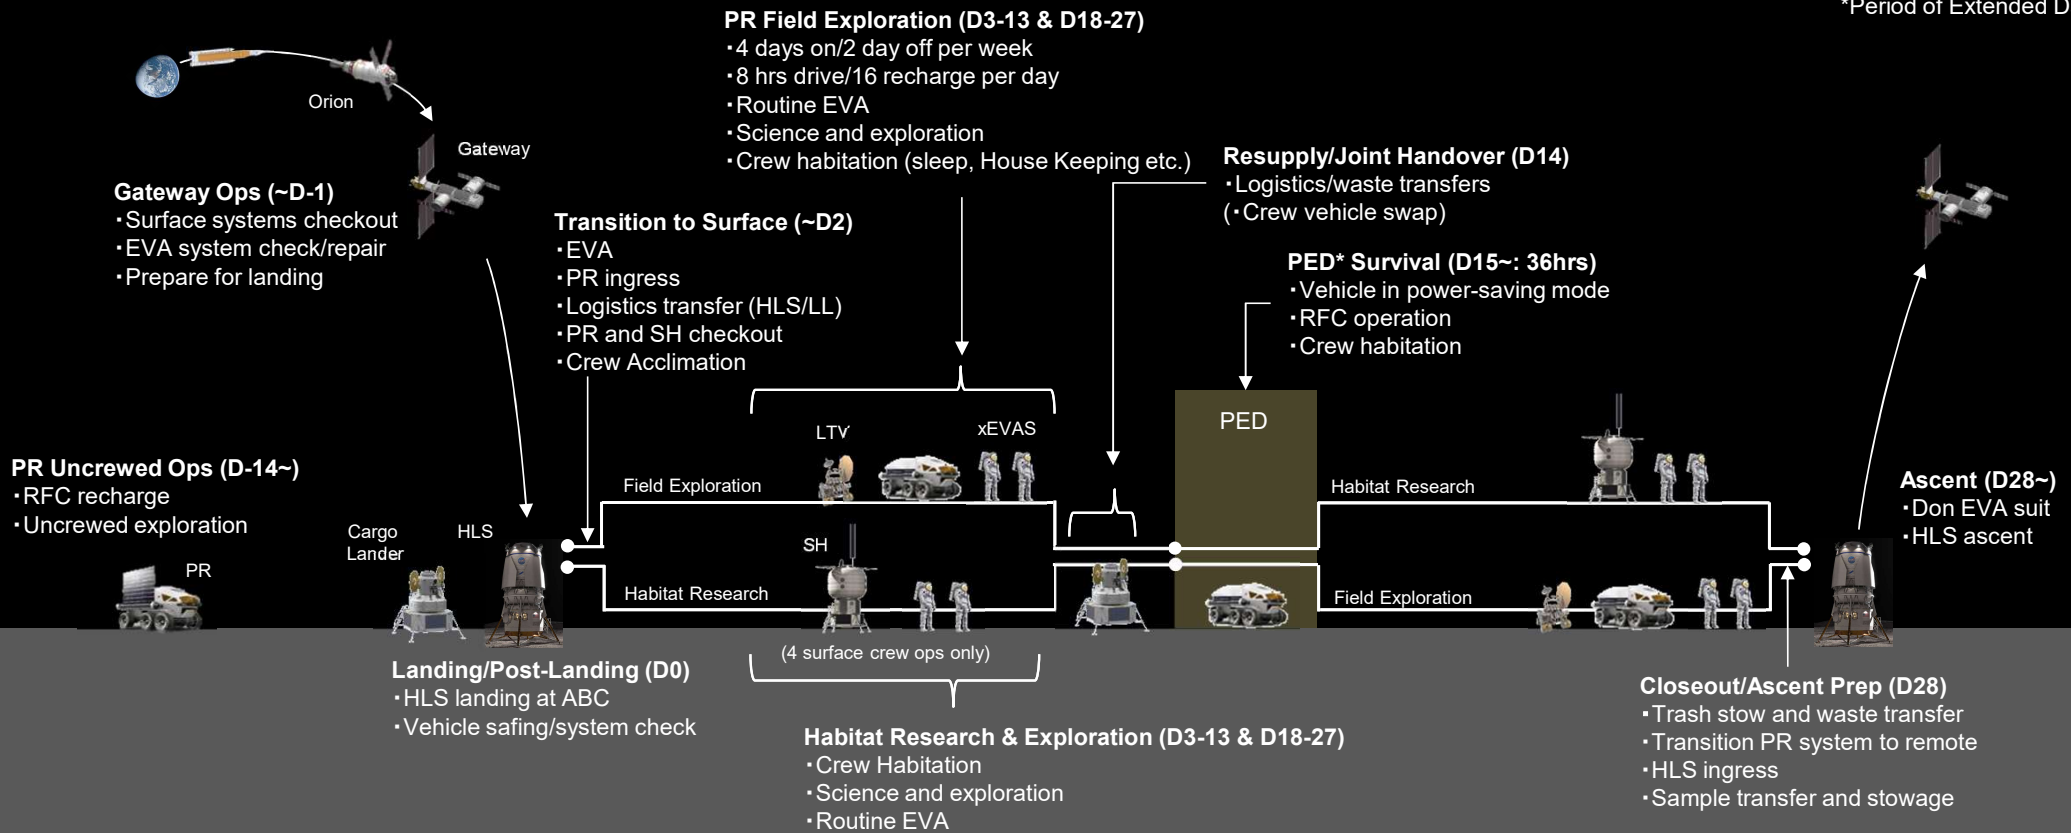 *Period of Extended D
PR Field Exploration (D3-13 & D18-27)
・4 days on/2 day off per week
・8 hrs drive/16 recharge per day
・Routine EVA
・Science and exploration
・Crew habitation (sleep, House Keeping etc.)
Orion
Gateway
Gateway Ops (~D-1)
・Surface systems checkout
・EVA system check/repair
・Prepare for landing
Transition to Surface (~D2)
・EVA
・PR ingress
・Logistics transfer (HLS/LL)
・PR and SH checkout
・Crew Acclimation
Resupply/Joint Handover (D14)
・Logistics/waste transfers
(・Crew vehicle swap)
PED* Survival (D15~: 36hrs)
・Vehicle in power-saving mode
・RFC operation
・Crew habitation
PED
LTV
xEVAS
PR Uncrewed Ops (D-14~)
・RFC recharge
・Uncrewed exploration
PR
Cargo
Lander
HLS
Field Exploration
SH
Habitat Research
Habitat Research
Field Exploration
Ascent (D28~)
・Don EVA suit
・HLS ascent
(4 surface crew ops only)
Landing/Post-Landing (D0)
・HLS landing at ABC
・Vehicle safing/system check
Habitat Research & Exploration (D3-13 & D18-27)
・Crew Habitation
・Science and exploration
・Routine EVA
Closeout/Ascent Prep (D28)
・Trash stow and waste transfer
・Transition PR system to remote
・HLS ingress
・Sample transfer and stowage